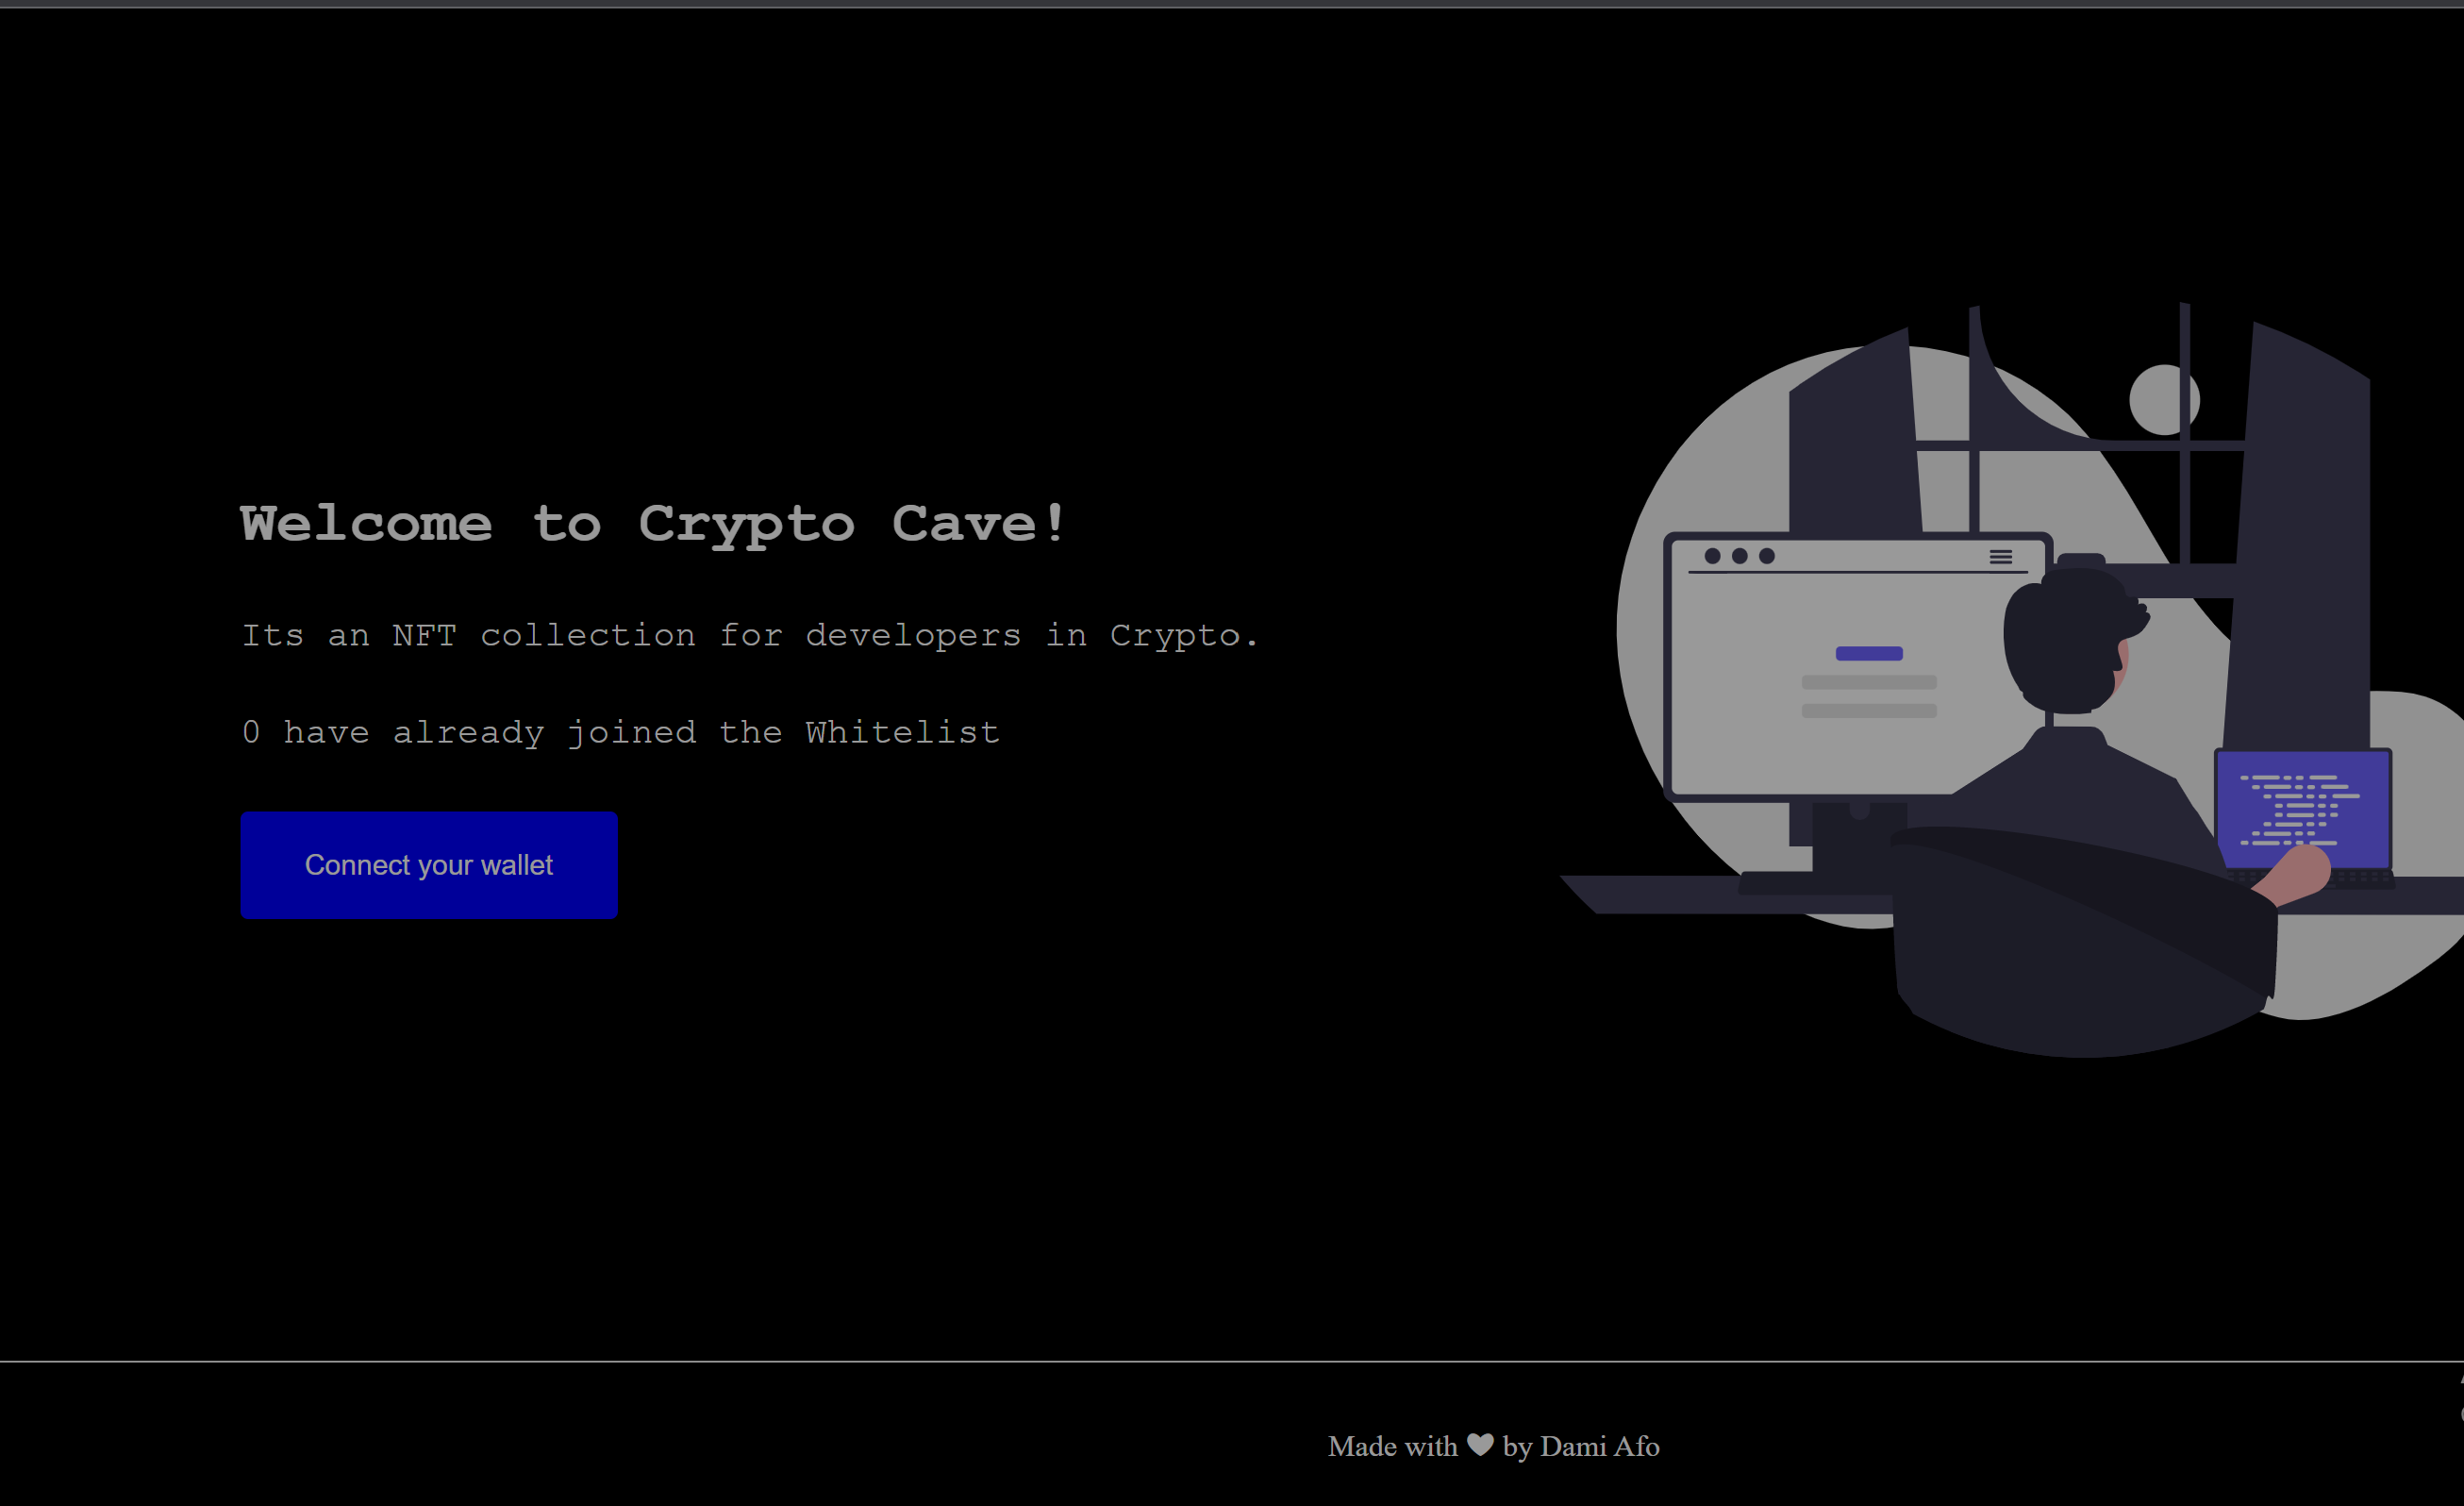 Welcome to Crypto Cave!
Its an NFT collection for developers in Crypto.
0 have already joined the Whitelist
Connect your wallet
Made with ❤ by Dami Afo